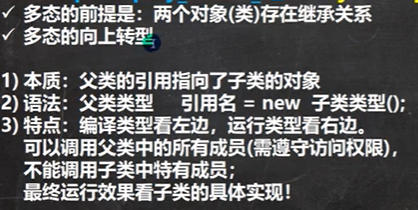 ✓ 多态的前提是：两个对象(类)存在继承关系
✓ 多态的向上转型
1) 本质：父类的引用指向了子类的对象
2) 语法：父类类型 引用名 = new 子类类型();
3) 特点：编译类型看左边，运行类型看右边。
可以调用父类中的所有成员(需遵守访问权限)，
不能调用子类中特有成员；
最终运行效果看子类的具体实现！